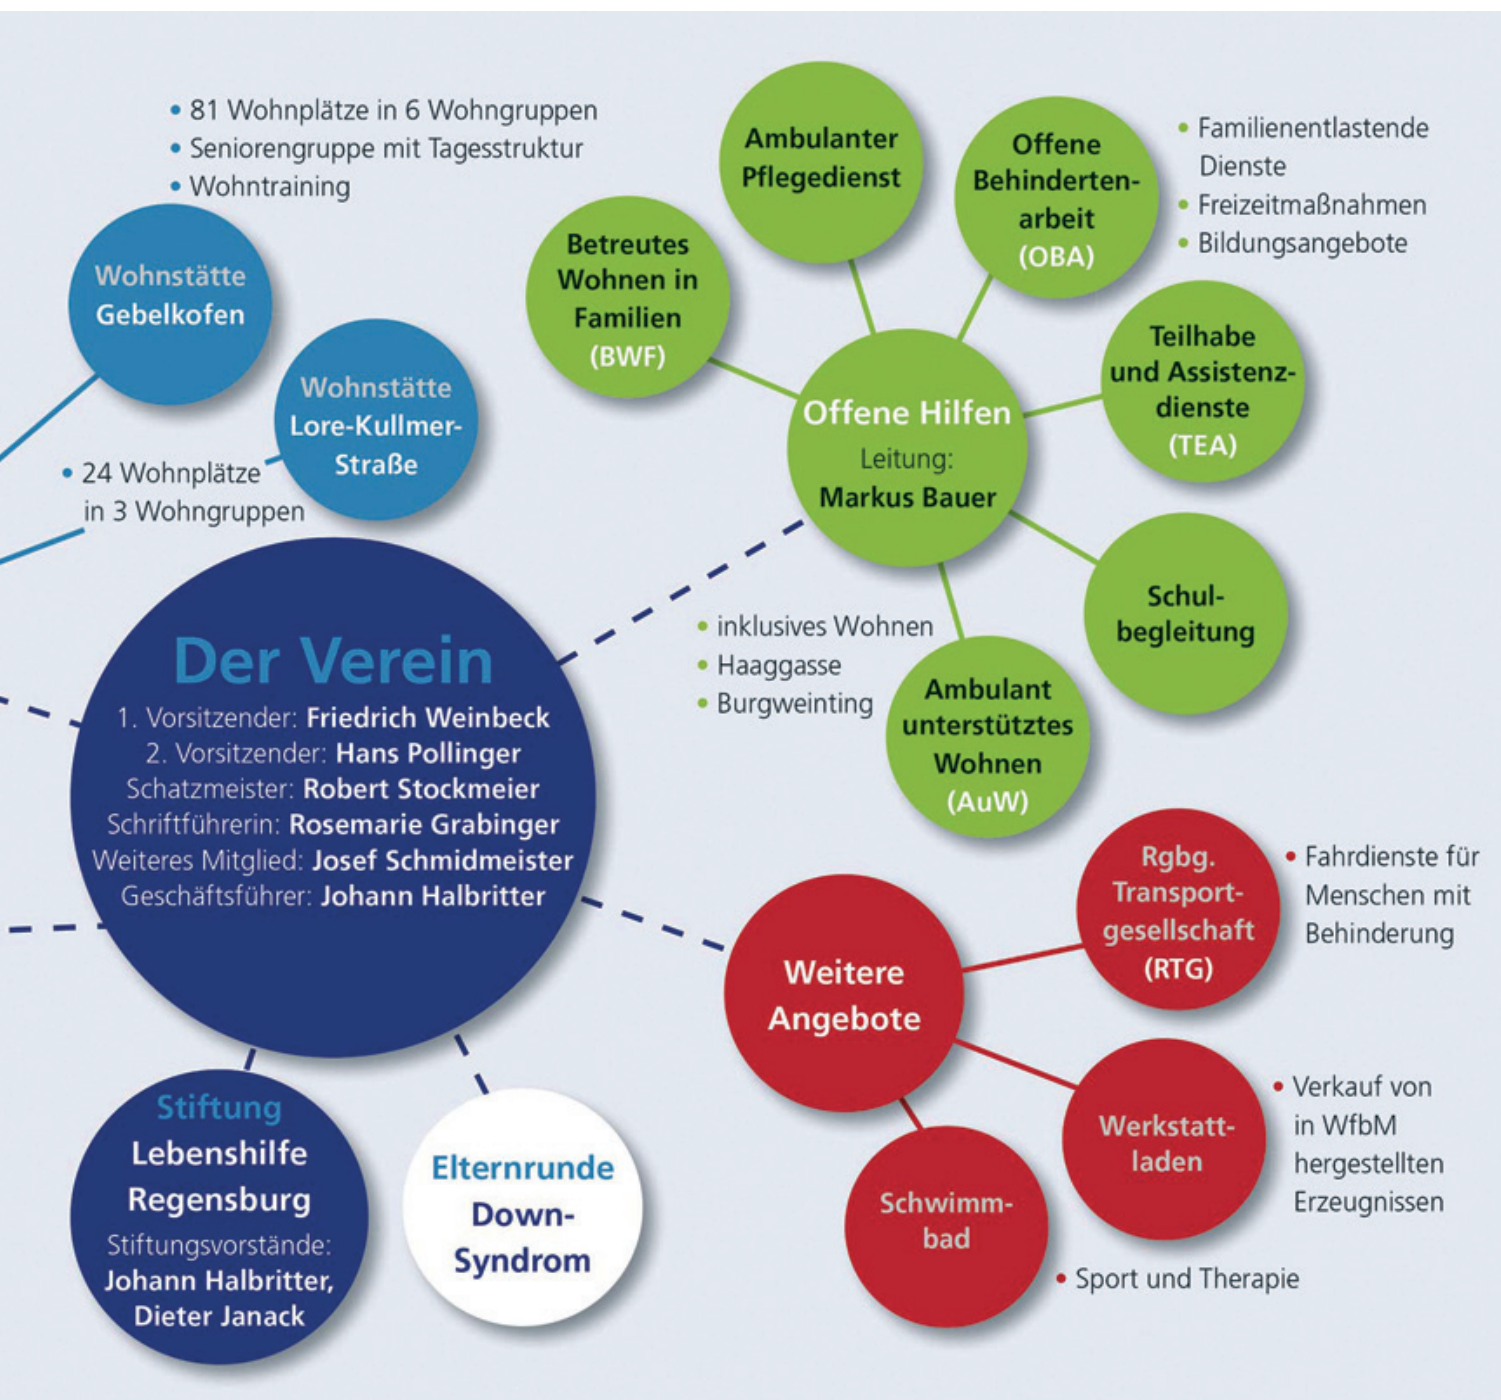 • 81 Wohnplätze in 6 Wohngruppen
• Seniorengruppe mit Tagesstruktur
• Wohntraining
Wohnstätte
Gebelkofen
Wohnstätte
Lore-Kullmer-
Straße
• 24 Wohnplätze
in 3 Wohngruppen
Der Verein
1. Vorsitzender: Friedrich Weinbeck
2. Vorsitzender: Hans Pollinger
Schatzmeister: Robert Stockmeier
Schriftführerin: Rosemarie Grabinger
Weiteres Mitglied: Josef Schmidmeister
Geschäftsführer: Johann Halbritter
Stiftung
Lebenshilfe
Regensburg
Stiftungsvorstände:
Johann Halbritter,
Dieter Janack
Elternrunde
Down-
Syndrom
Betreutes
Wohnen in
Familien
(BWF)
Ambulanter
Pflegedienst
Offene
Behinderten-
arbeit
(OBA)
• Familienentlastende
Dienste
• Freizeitmaßnahmen
• Bildungsangebote
Offene Hilfen
Leitung:
Markus Bauer
Teilhabe
und Assistenz-
dienste
(TEA)
Schul-
begleitung
• inklusives Wohnen
• Haaggasse
• Burgweinting
Ambulant
unterstütztes
Wohnen
(AuW)
Weitere
Angebote
Rgbg.
Transport-
gesellschaft
(RTG)
• Fahrdienste für
Menschen mit
Behinderung
Werkstatt-
laden
• Verkauf von
in WfbM
hergestellten
Erzeugnissen
Schwimm-
bad
• Sport und Therapie